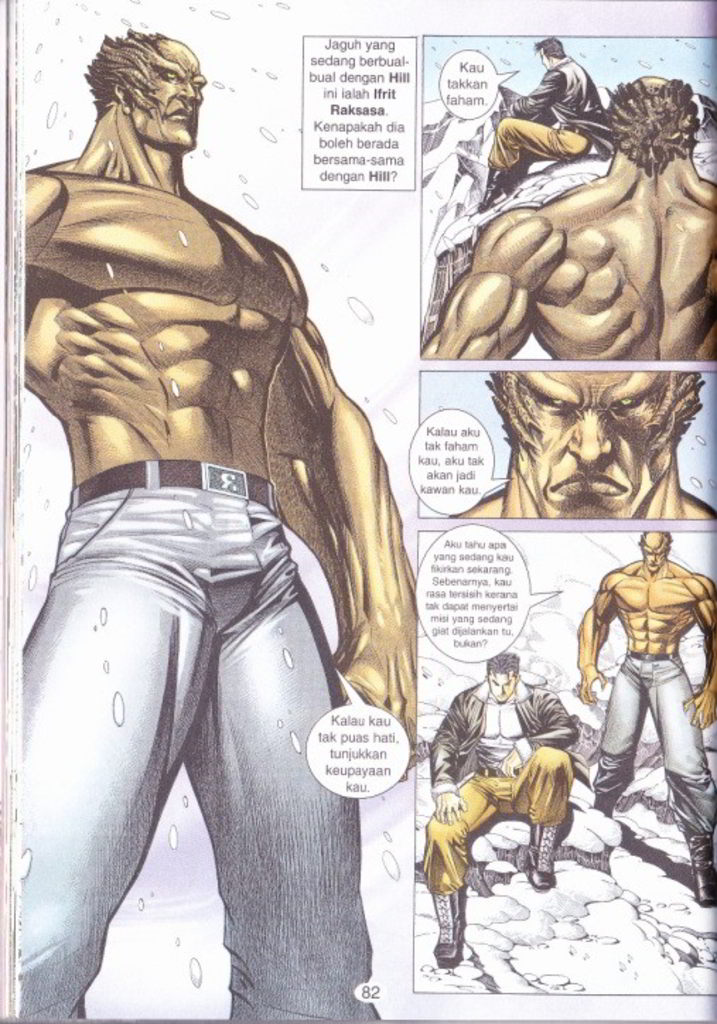 Jaguh yang
sedang berbual-
bual dengan Hill
ini ialah Ifrit
Raksasa.
Kenapakah dia
boleh berada
bersama-sama
dengan Hill?
Kau
takkan
faham.
Kalau aku
tak faham
kau, aku tak
akan jadi
kawan kau.
Aku tahu apa
yang sedang kau
fikirkan sekarang.
Sebenarnya, kau
rasa tersisih kerana
tak dapat menyertai
misi yang sedang
giat dijalankan tu,
bukan?
Kalau kau
tak puas hati,
tunjukkan
keupayaan
kau.
82